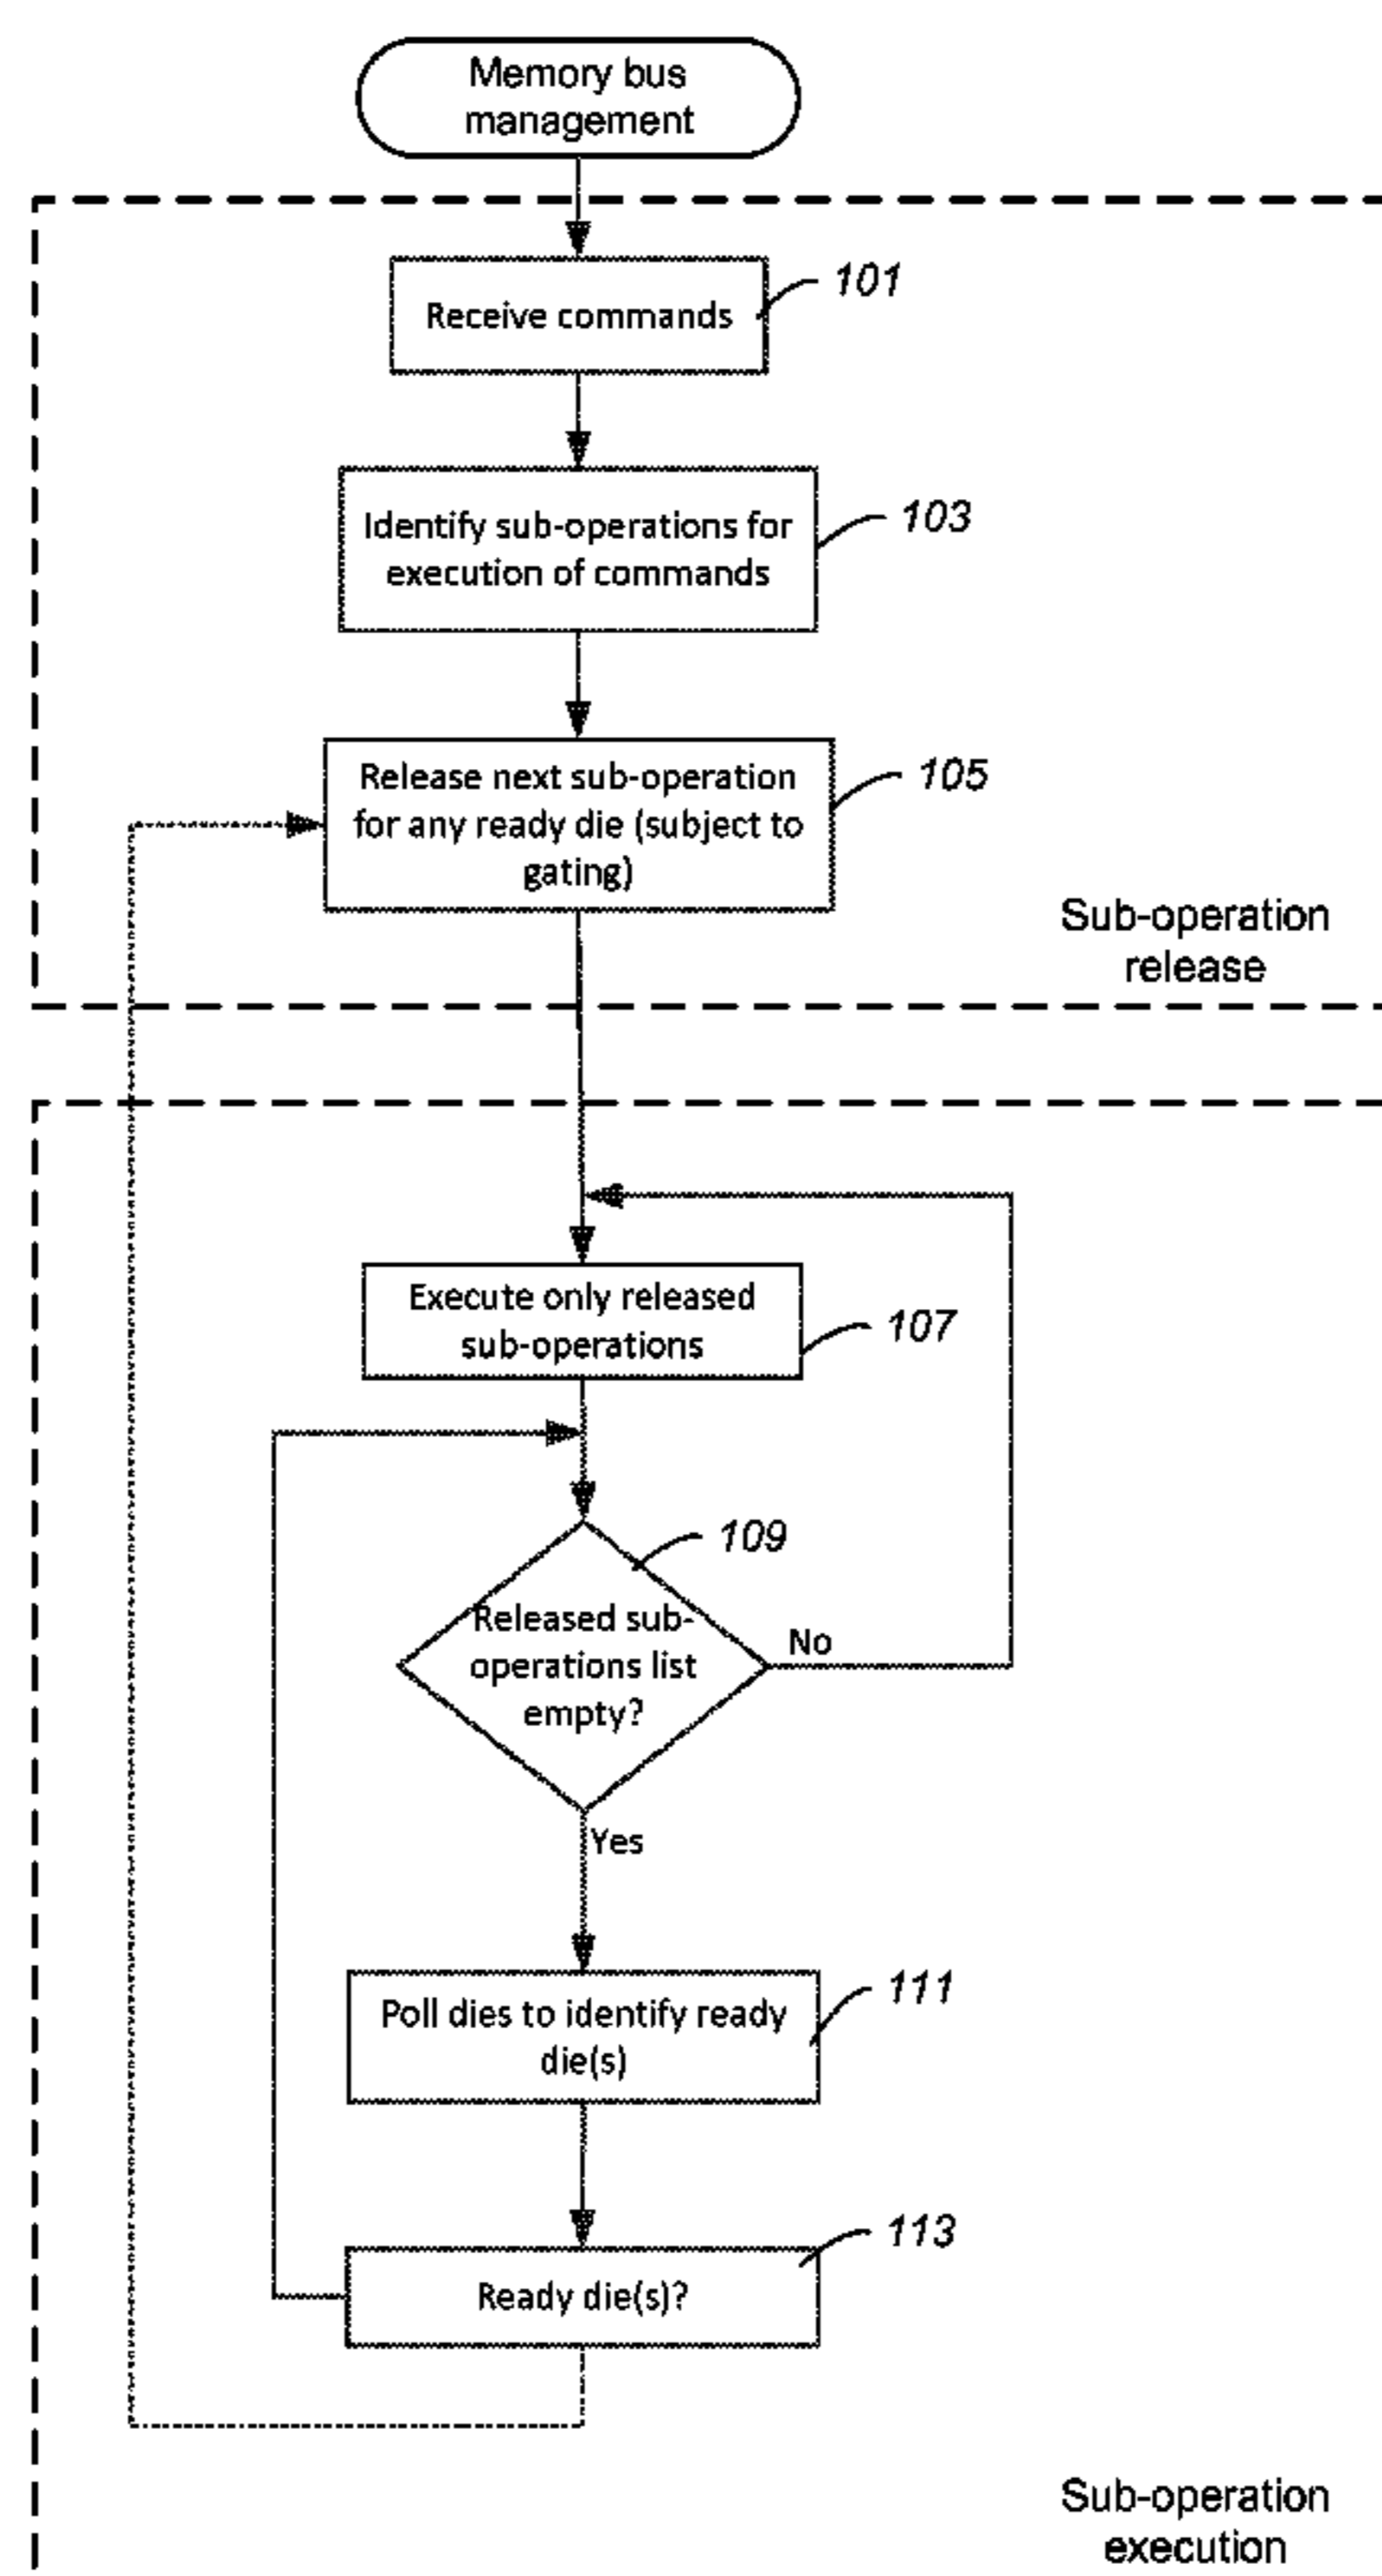 Memory bus
management
101
Receive commands
103
Identify sub-operations for
execution of commands
105
Release next sub-operation
for any ready die (subject to
gating)
Sub-operation
release
Execute only released
sub-operations
107
109
Released sub-
operations list
empty?
No
Yes
111
Poll dies to identify ready
die(s)
113
Ready die(s)?
Sub-operation
execution